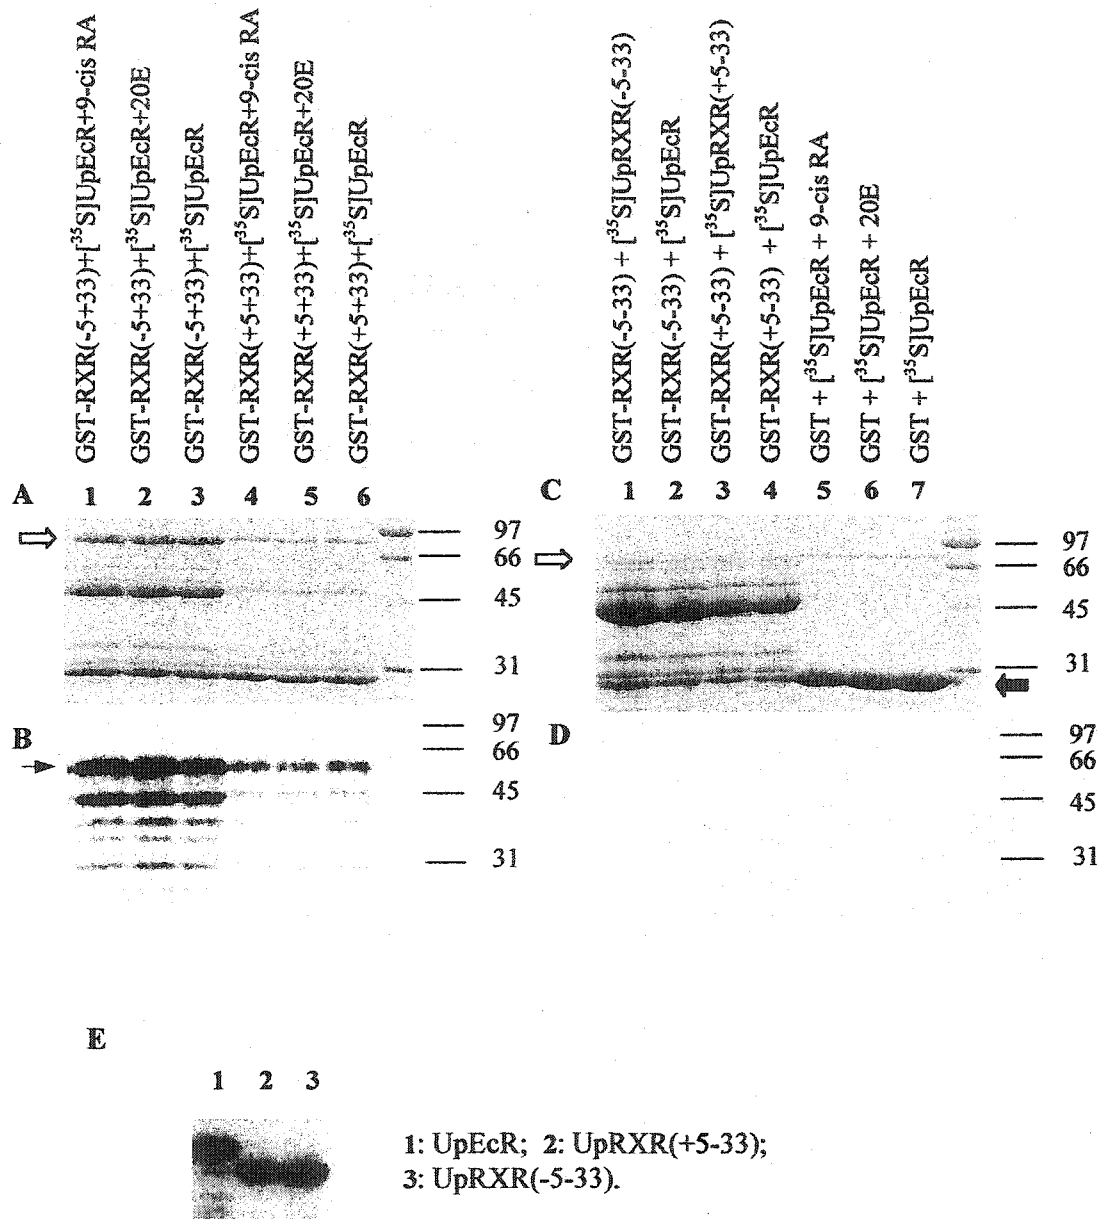 GST-RXR(-5+33)+[35S]UpEcR+9-cis RA
GST-RXR(-5+33)+[35S]UpEcR+20E
GST-RXR(-5+33)+[35S]UpEcR
GST-RXR(+5+33)+[35S]UpEcR+9-cis RA
GST-RXR(+5+33)+[35S]UpEcR+20E
GST-RXR(+5+33)+[35S]UpEcR
GST-RXR(-5-33) + [35S]UpRXR(-5-33)
GST-RXR(-5-33) + [35S]UpEcR
GST-RXR(+5-33) + [35S]UpRXR(+5-33)
GST-RXR(+5-33) + [35S]UpEcR
GST + [35S]UpEcR + 9-cis RA
GST + [35S]UpEcR + 20E
GST + [35S]UpEcR
A 1 2 3 4 5 6
97
66
45
31
B
97
66
45
31
C 1 2 3 4 5 6 7
97
66
45
31
D
97
66
45
31
E
1 2 3
1: UpEcR; 2: UpRXR(+5-33);
3: UpRXR(-5-33).